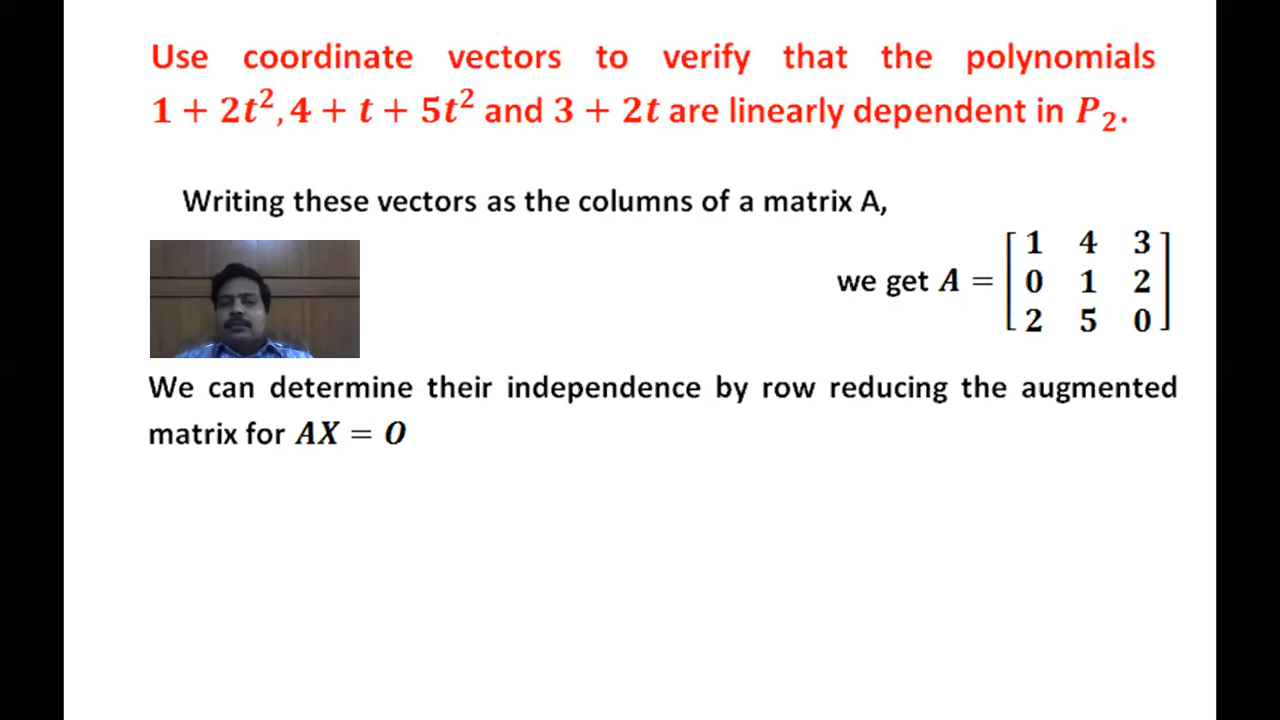 Use coordinate vectors to verify that the polynomials
1 + 2t², 4 + t + 5t² and 3 + 2t are linearly dependent in P₂.
Writing these vectors as the columns of a matrix A,
we get A = [1 4 3
0 1 2
2 5 0]
We can determine their independence by row reducing the augmented
matrix for AX = O